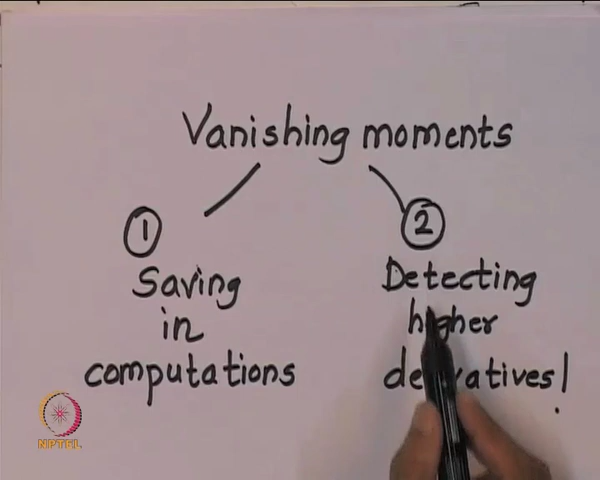 Vanishing moments
1
Saving
in
computations
2
Detecting
higher
derivatives!
NPTEL